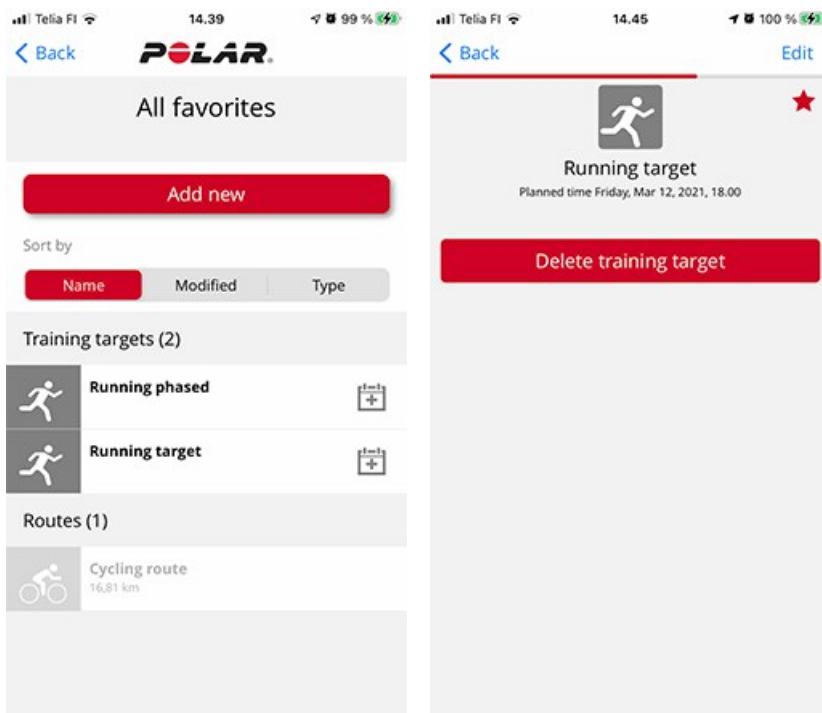 Telia FI 14.39 99 %
Back POLAR.
All favorites
Add new
Sort by
Name Modified Type
Training targets (2)
Running phased
Running target
Routes (1)
Cycling route
16,81 km
Telia FI 14.45 100 %
Back Edit
Running target
Planned time Friday, Mar 12, 2021, 18.00
Delete training target